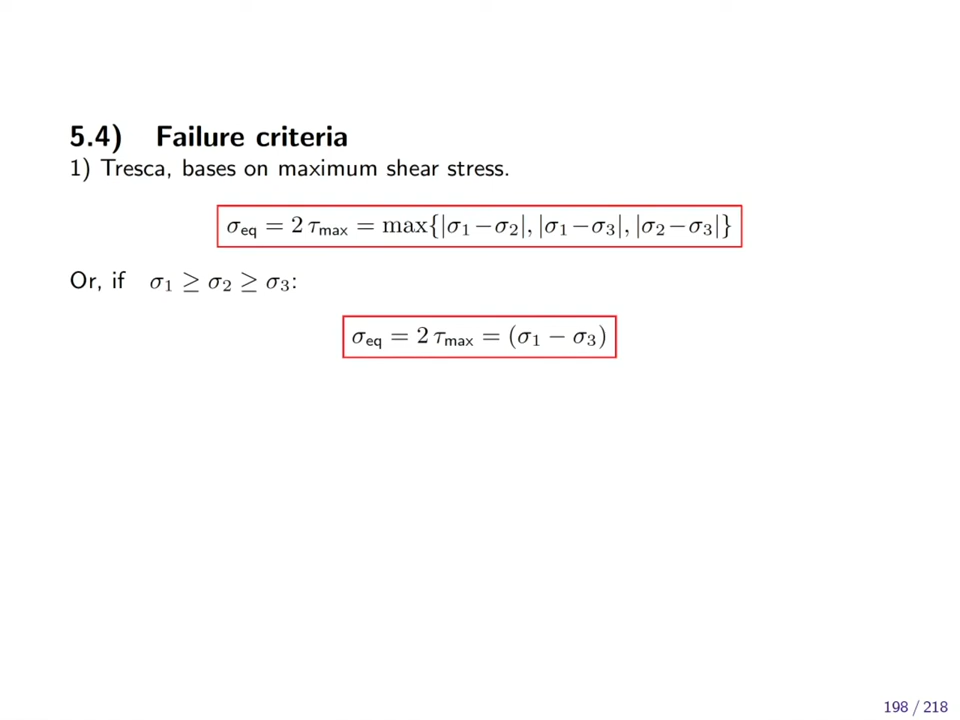 5.4) Failure criteria
1) Tresca, bases on maximum shear stress.
σ_eq = 2 τ_max = max{|σ₁−σ₂|, |σ₁−σ₃|, |σ₂−σ₃|}
Or, if σ₁ ≥ σ₂ ≥ σ₃:
σ_eq = 2 τ_max = (σ₁ − σ₃)
198 / 218